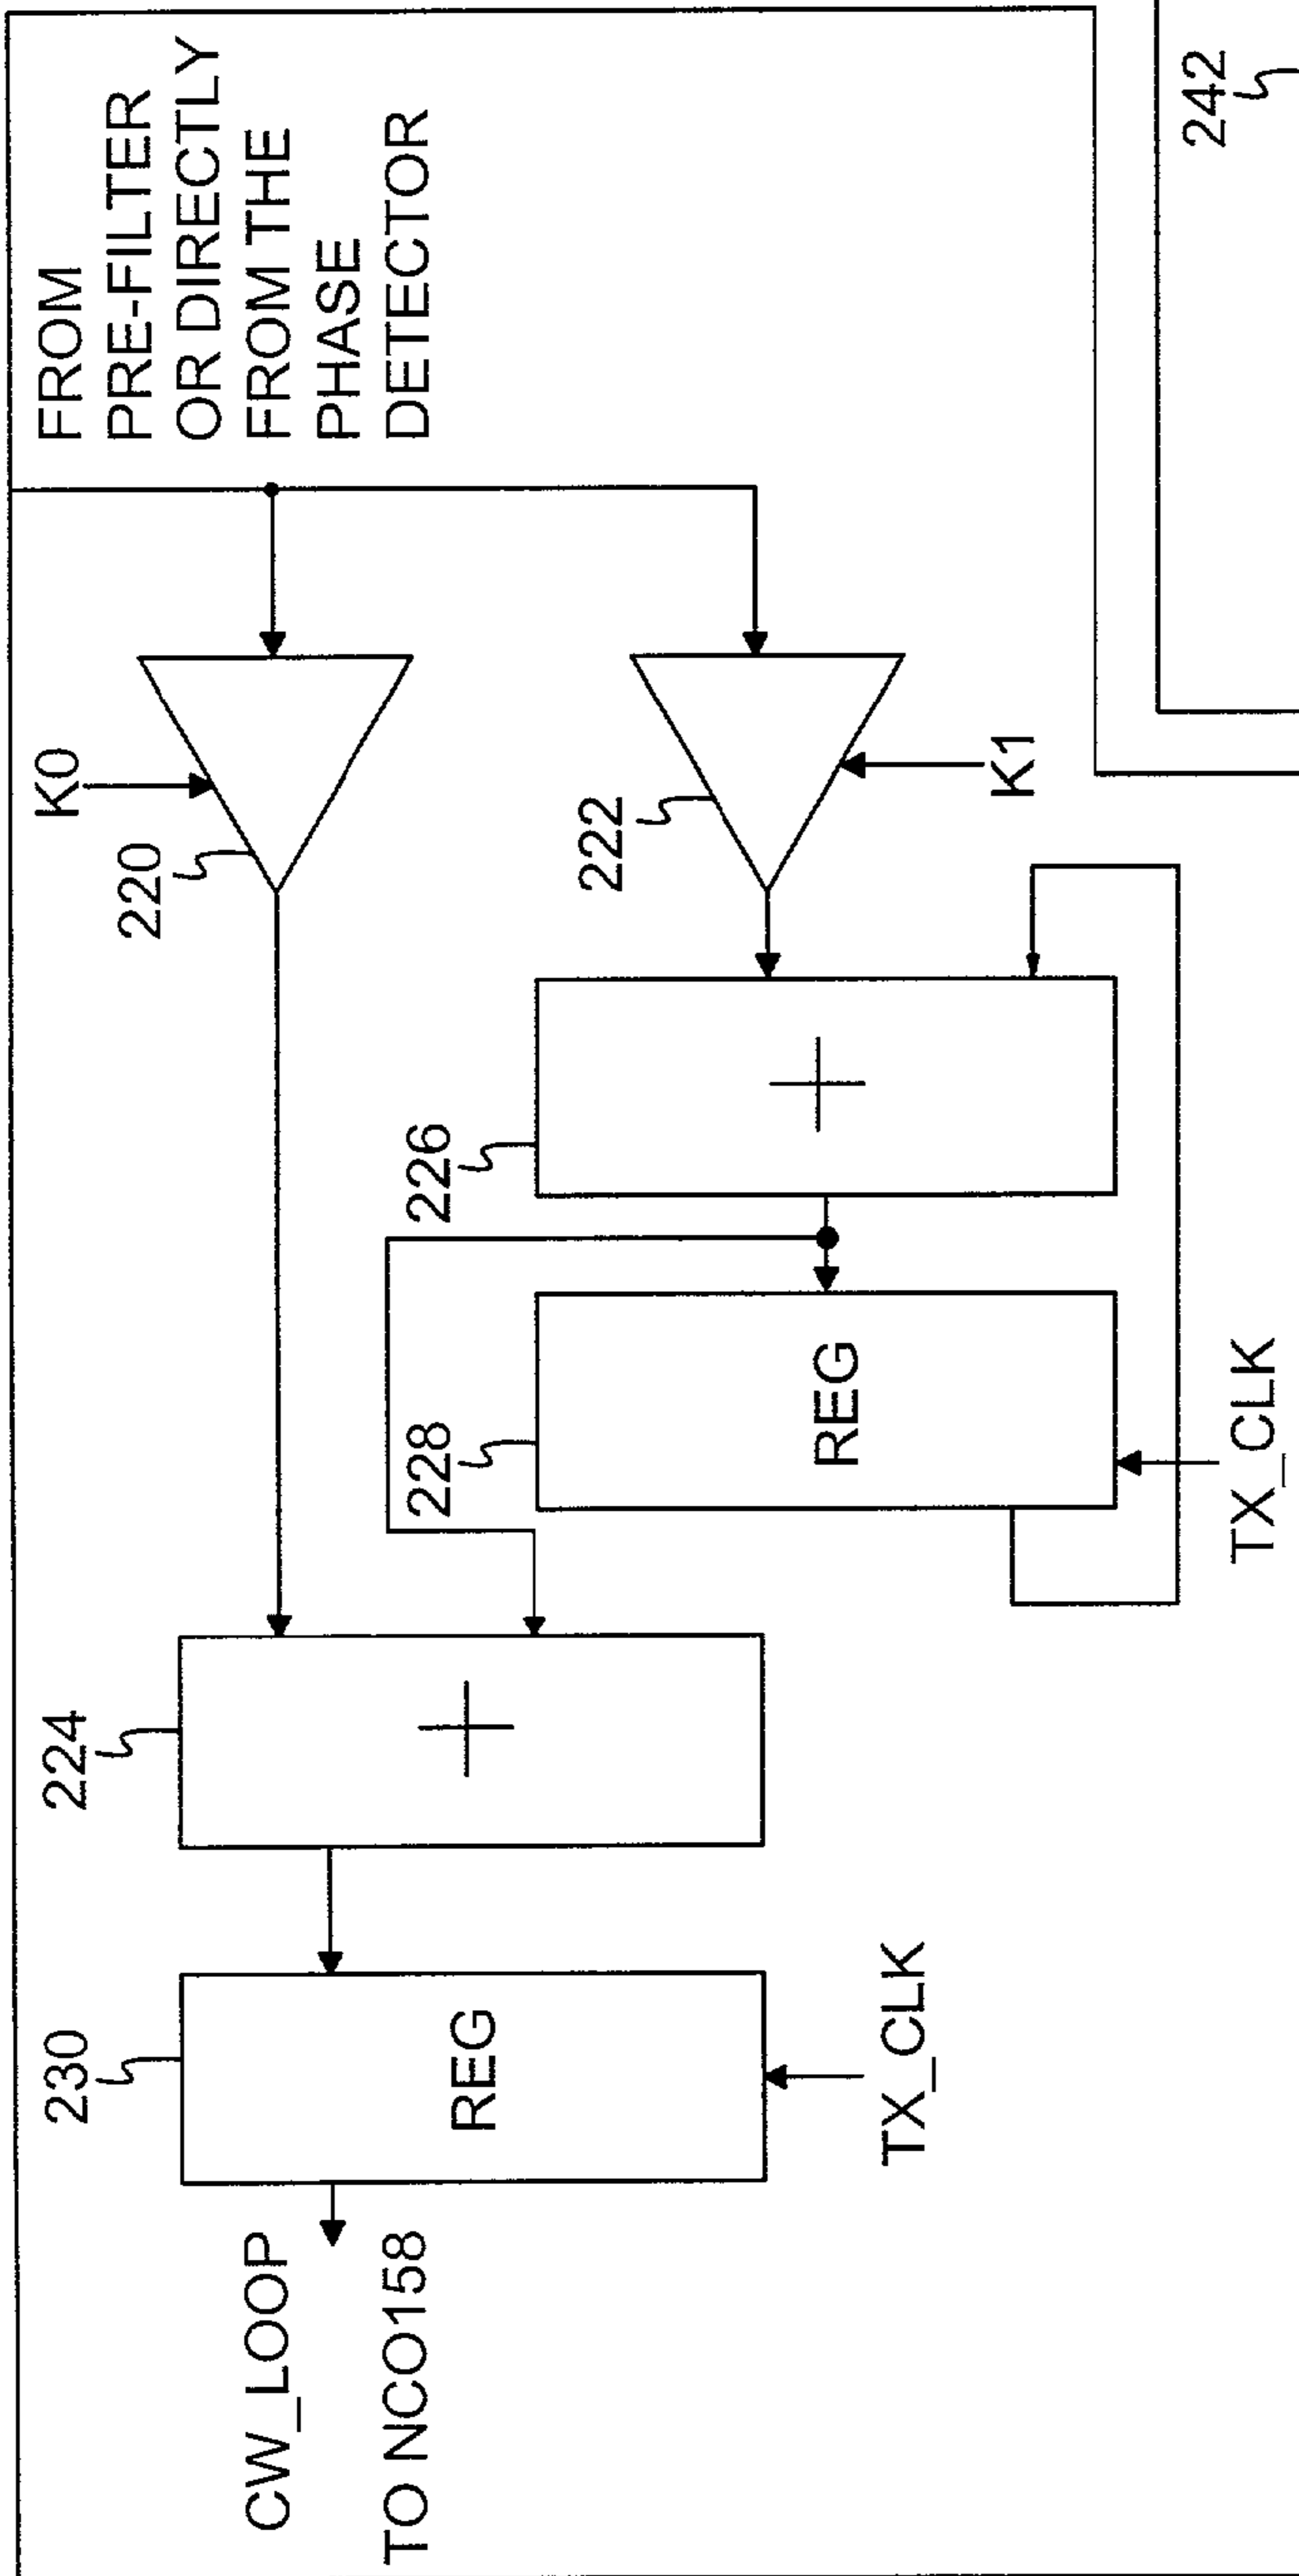 FROM
PRE-FILTER
OR DIRECTLY
FROM THE
PHASE
DETECTOR
K0
220
222
K1
226
228
REG
TX_CLK
224
230
REG
TX_CLK
CW_LOOP
TO NCO158
242